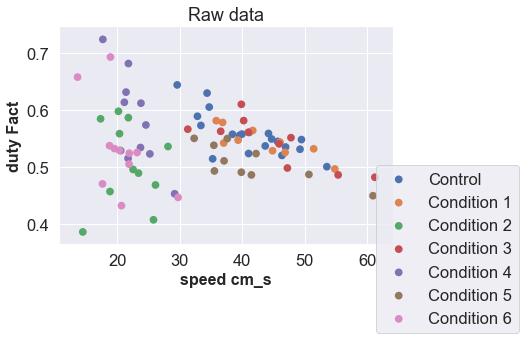 Raw data
duty Fact
0.7
0.6
0.5
0.4
20
30
40
50
60
speed cm_s
Control
Condition 1
Condition 2
Condition 3
Condition 4
Condition 5
Condition 6